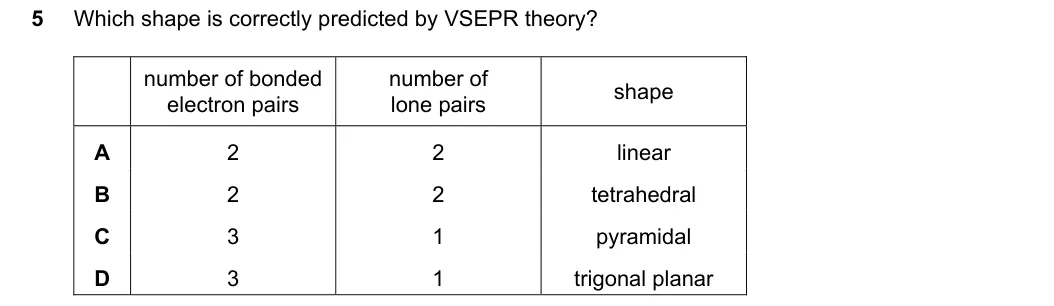 5 Which shape is correctly predicted by VSEPR theory?
number of bonded electron pairs number of lone pairs shape
A 2 2 linear
B 2 2 tetrahedral
C 3 1 pyramidal
D 3 1 trigonal planar